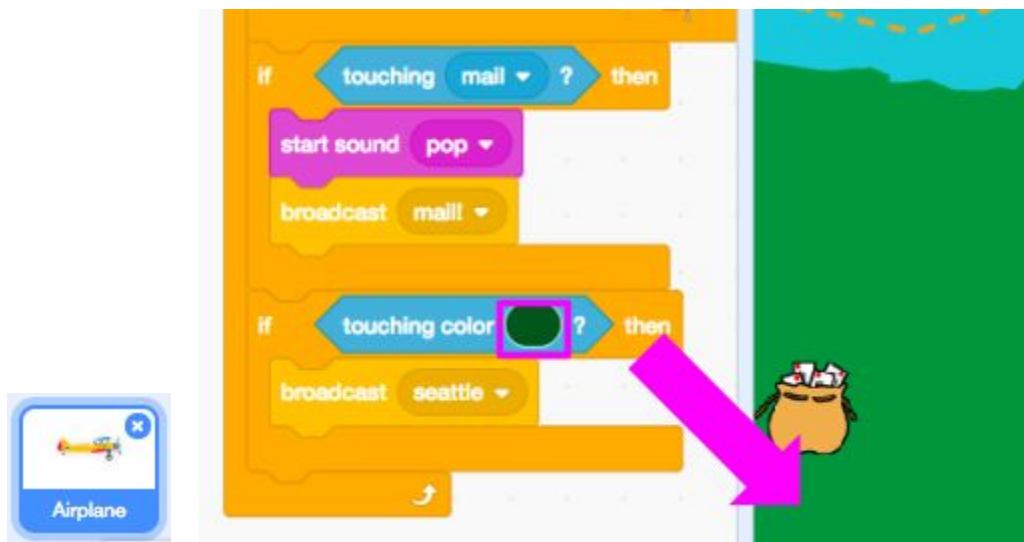 if touching mail ? then
start sound pop
broadcast mail!
if touching color ? then
broadcast seattle
Airplane